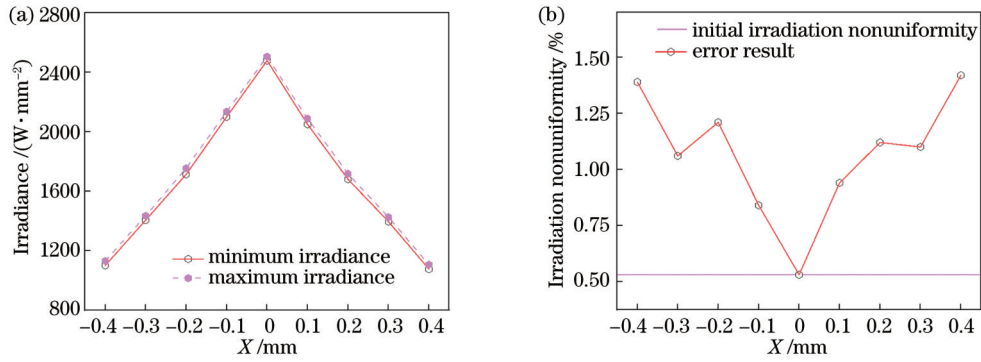 (a)
2800
2400
2000
1600
1200
800
Irradiance /(W·mm⁻²)
minimum irradiance
maximum irradiance
−0.4 −0.3 −0.2 −0.1 0 0.1 0.2 0.3 0.4
X /mm
(b)
1.50
1.25
1.00
0.75
0.50
Irradiation nonuniformity /%
initial irradiation nonuniformity
error result
−0.4 −0.3 −0.2 −0.1 0 0.1 0.2 0.3 0.4
X /mm